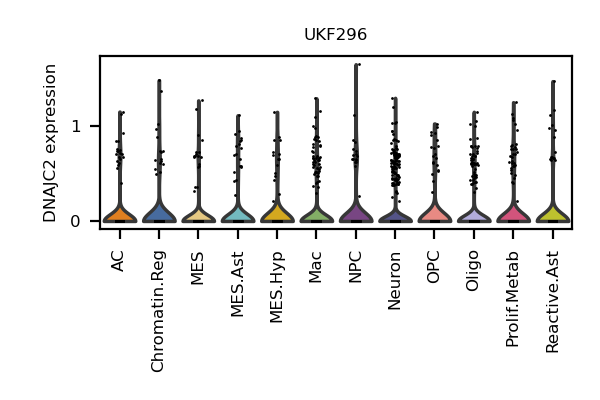 UKF296
DNAJC2 expression
1
0
AC
Chromatin.Reg
MES
MES.Ast
MES.Hyp
Mac
NPC
Neuron
OPC
Oligo
Prolif.Metab
Reactive.Ast